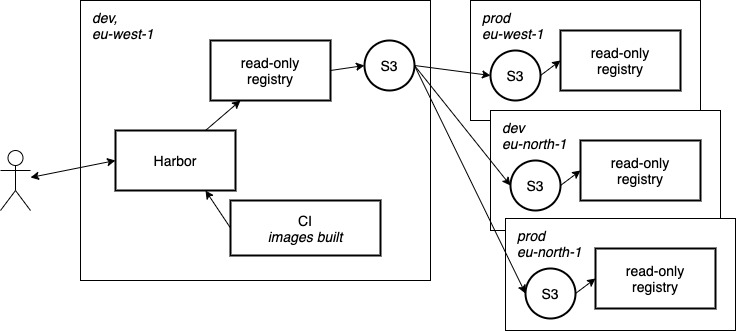 dev,
eu-west-1
read-only
registry
S3
Harbor
CI
images built
prod
eu-west-1
S3
read-only
registry
dev
eu-north-1
S3
read-only
registry
prod
eu-north-1
S3
read-only
registry